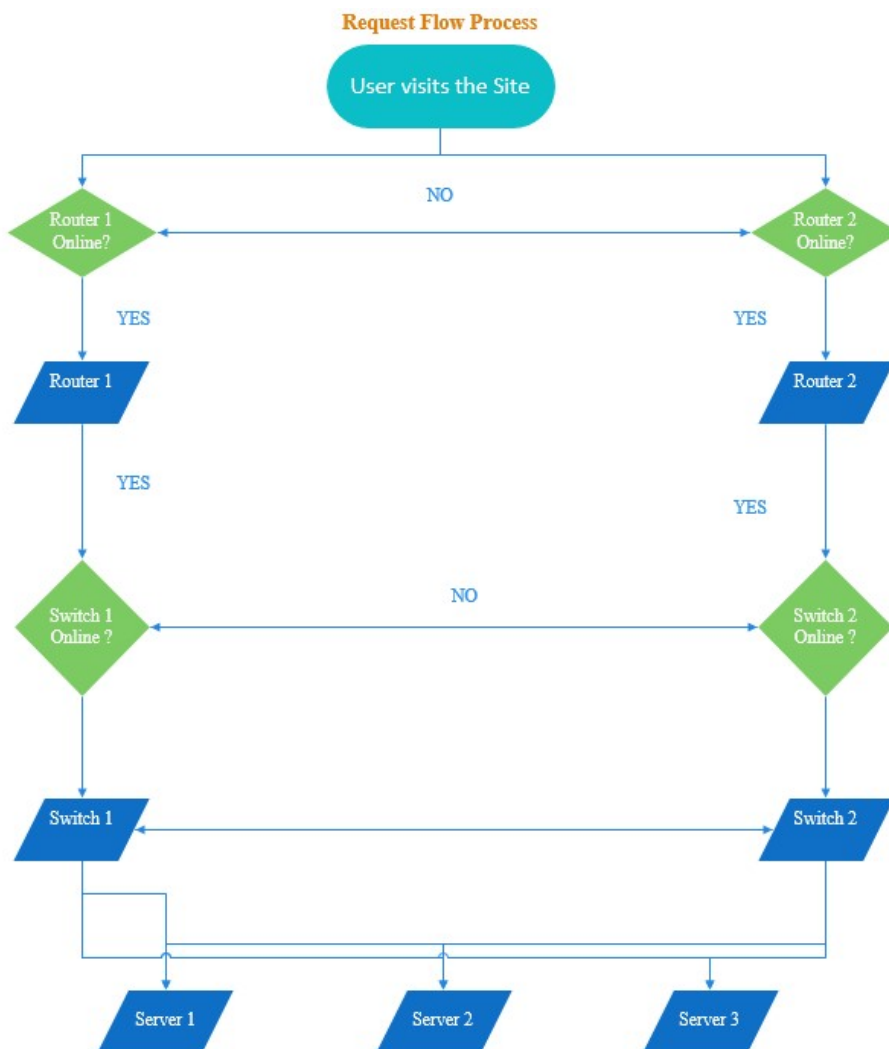 Request Flow Process
User visits the Site
NO
Router 1
Online?
Router 2
Online?
YES
YES
Router 1
Router 2
YES
YES
NO
Switch 1
Online ?
Switch 2
Online ?
Switch 1
Switch 2
Server 1
Server 2
Server 3